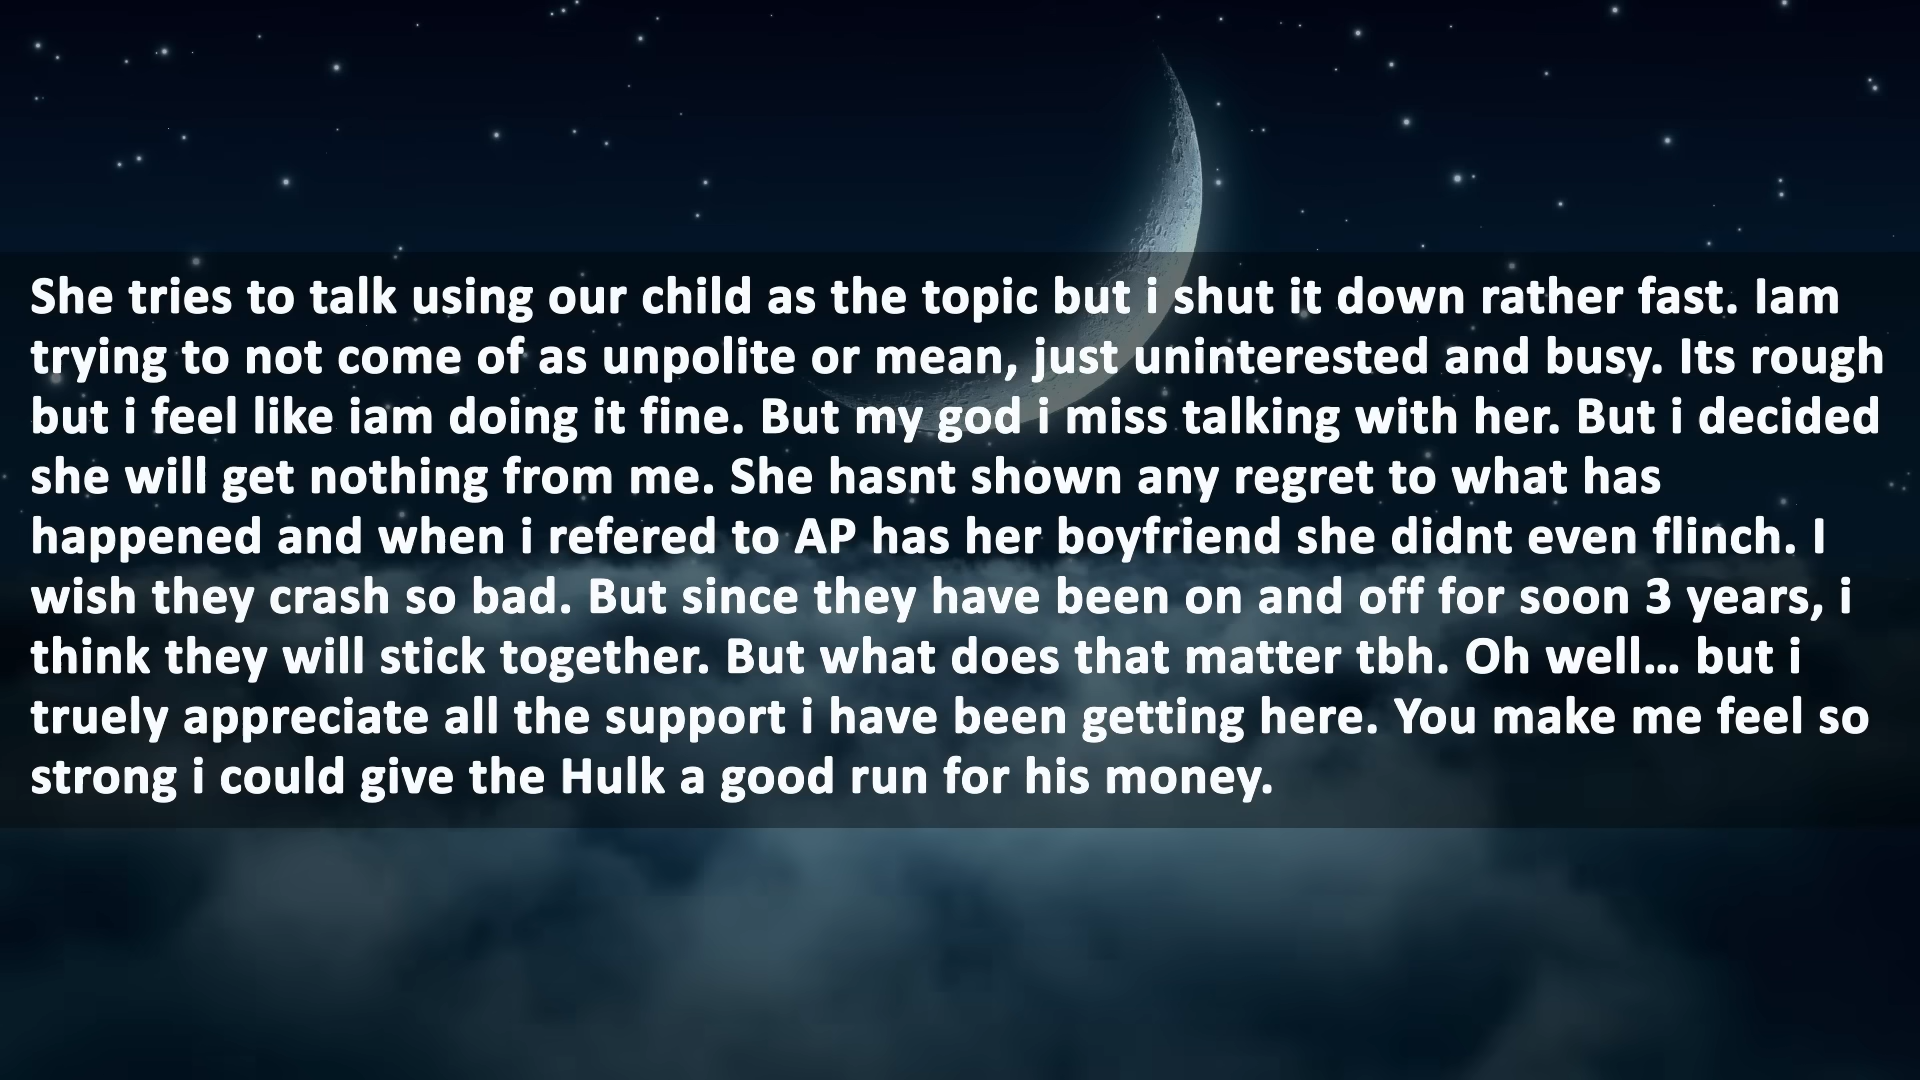 She tries to talk using our child as the topic but i shut it down rather fast. Iam
trying to not come of as unpolite or mean, just uninterested and busy. Its rough
but i feel like iam doing it fine. But my god i miss talking with her. But i decided
she will get nothing from me. She hasnt shown any regret to what has
happened and when i refered to AP has her boyfriend she didnt even flinch. I
wish they crash so bad. But since they have been on and off for soon 3 years, i
think they will stick together. But what does that matter tbh. Oh well... but i
truely appreciate all the support i have been getting here. You make me feel so
strong i could give the Hulk a good run for his money.